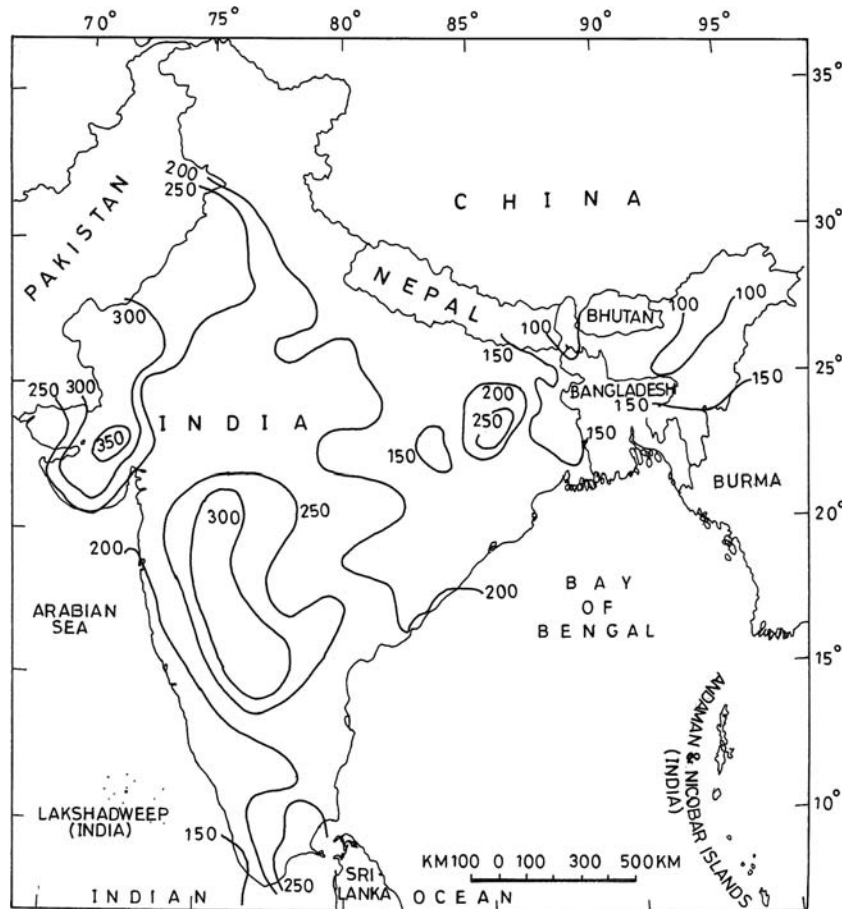 70° 75° 80° 85° 90° 95°
35°
200
250
PAKISTAN
CHINA
30°
NEPAL
300
100
BHUTAN
100
100
150
25°
250
300
200
BANGLADESH
150
150
INDIA
350
250
150
150
BURMA
300
250
20°
200
200
ARABIAN
SEA
BAY
OF
BENGAL
15°
ANDAMAN & NICOBAR ISLANDS
(INDIA)
LAKSHADWEEP
(INDIA)
10°
150
KM100 0 100 300 500KM
250
SRI
LANKA
INDIAN OCEAN